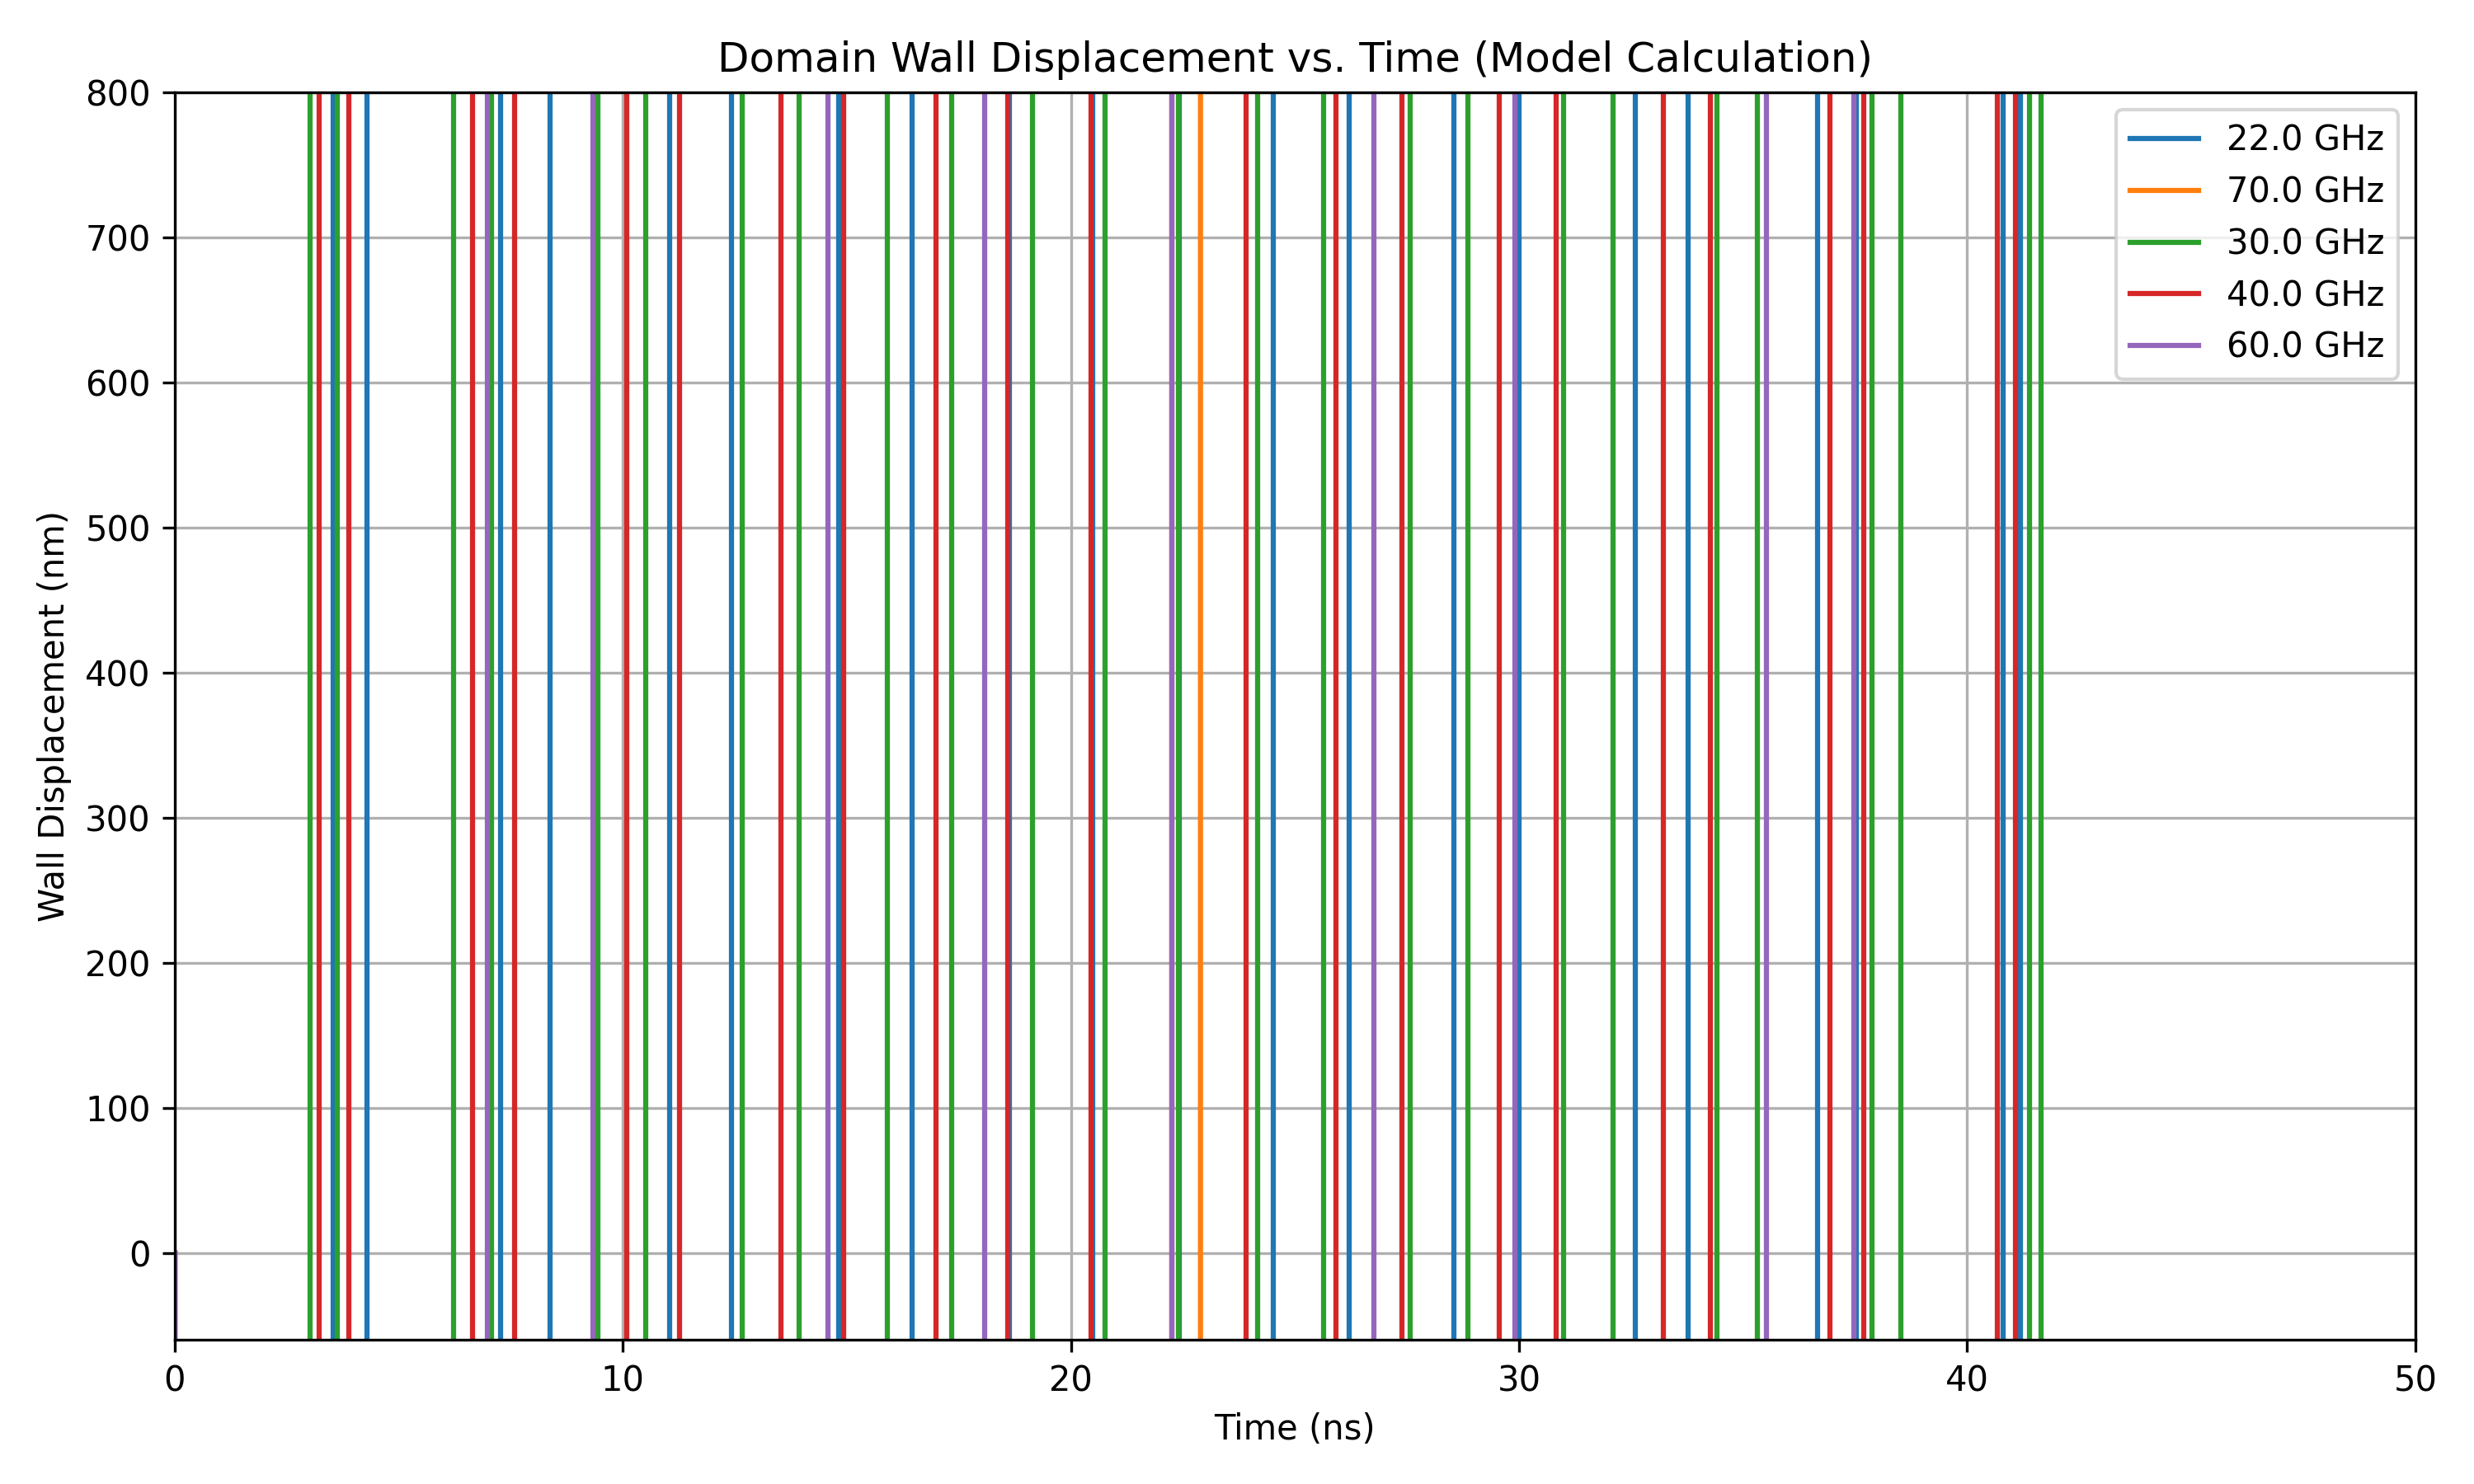 Domain Wall Displacement vs. Time (Model Calculation)
800
700
600
500
400
300
200
100
0
Wall Displacement (nm)
22.0 GHz
70.0 GHz
30.0 GHz
40.0 GHz
60.0 GHz
0 10 20 30 40 50
Time (ns)